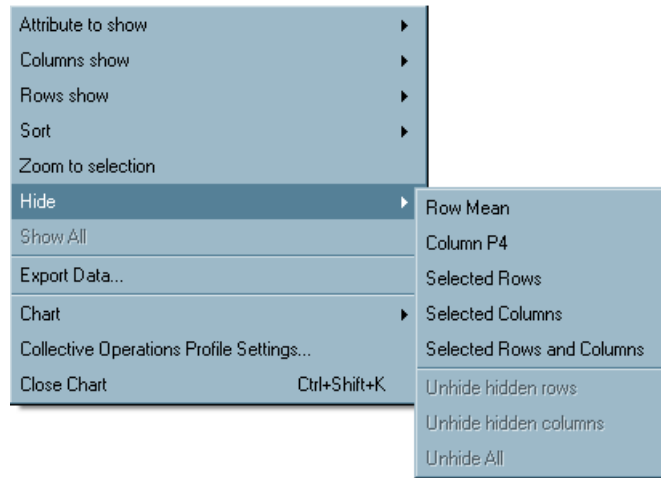 Attribute to show
Columns show
Rows show
Sort
Zoom to selection
Hide
Show All
Export Data...
Chart
Collective Operations Profile Settings...
Close Chart Ctrl+Shift+K
Row Mean
Column P4
Selected Rows
Selected Columns
Selected Rows and Columns
Unhide hidden rows
Unhide hidden columns
Unhide All